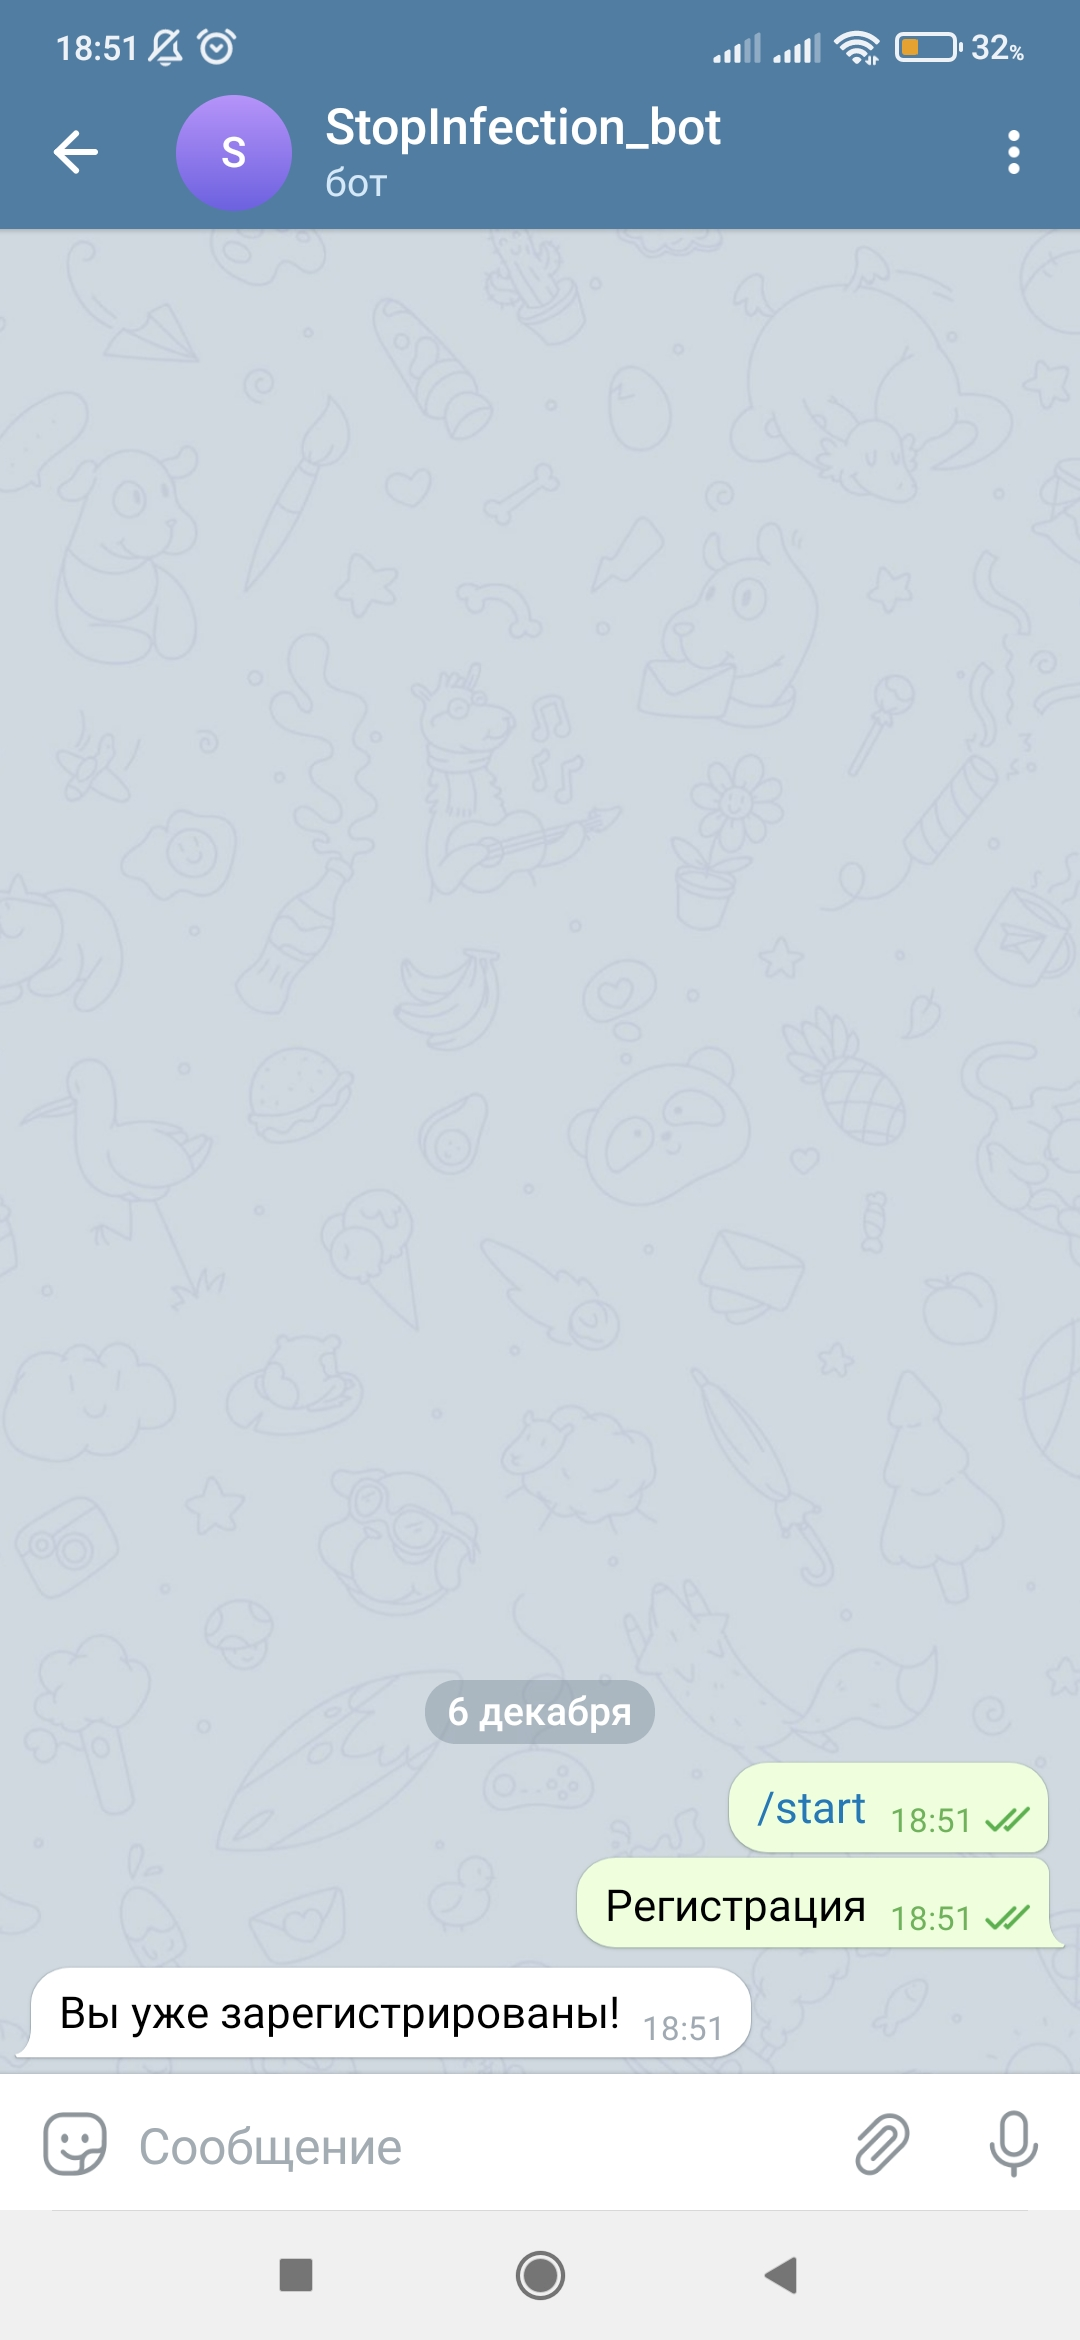 18:51 32%
S StopInfection_bot
бот
6 декабря
/start 18:51
Регистрация 18:51
Вы уже зарегистрированы! 18:51
Сообщение